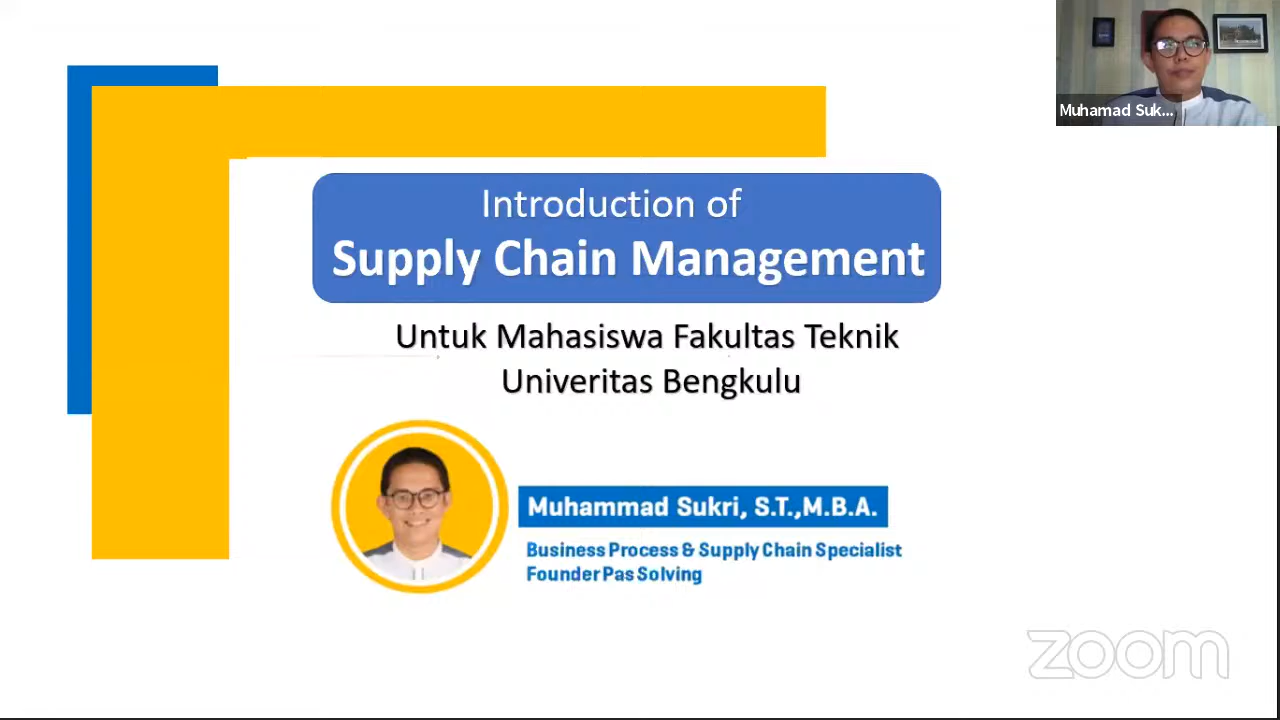 Muhamad Suk...
Introduction of
Supply Chain Management
Untuk Mahasiswa Fakultas Teknik
Univeritas Bengkulu
Muhammad Sukri, S.T.,M.B.A.
Business Process & Supply Chain Specialist
Founder Pas Solving
zoom